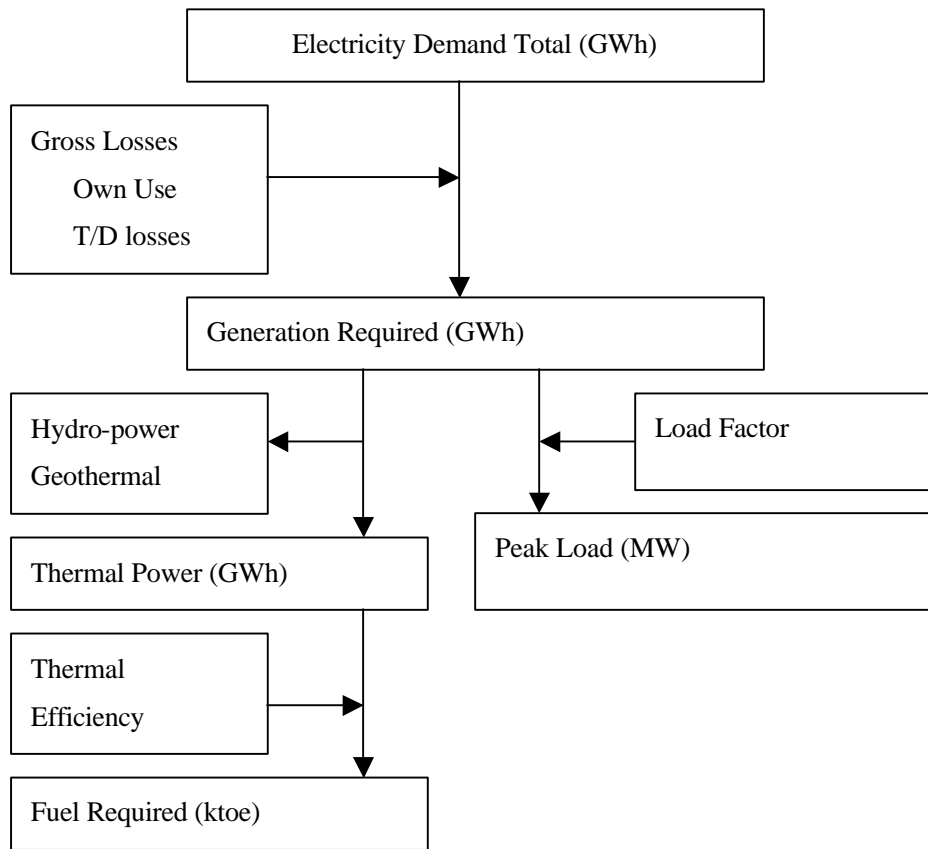 Electricity Demand Total (GWh)
Gross Losses
Own Use
T/D losses
Generation Required (GWh)
Hydro-power
Geothermal
Load Factor
Thermal Power (GWh)
Peak Load (MW)
Thermal
Efficiency
Fuel Required (ktoe)